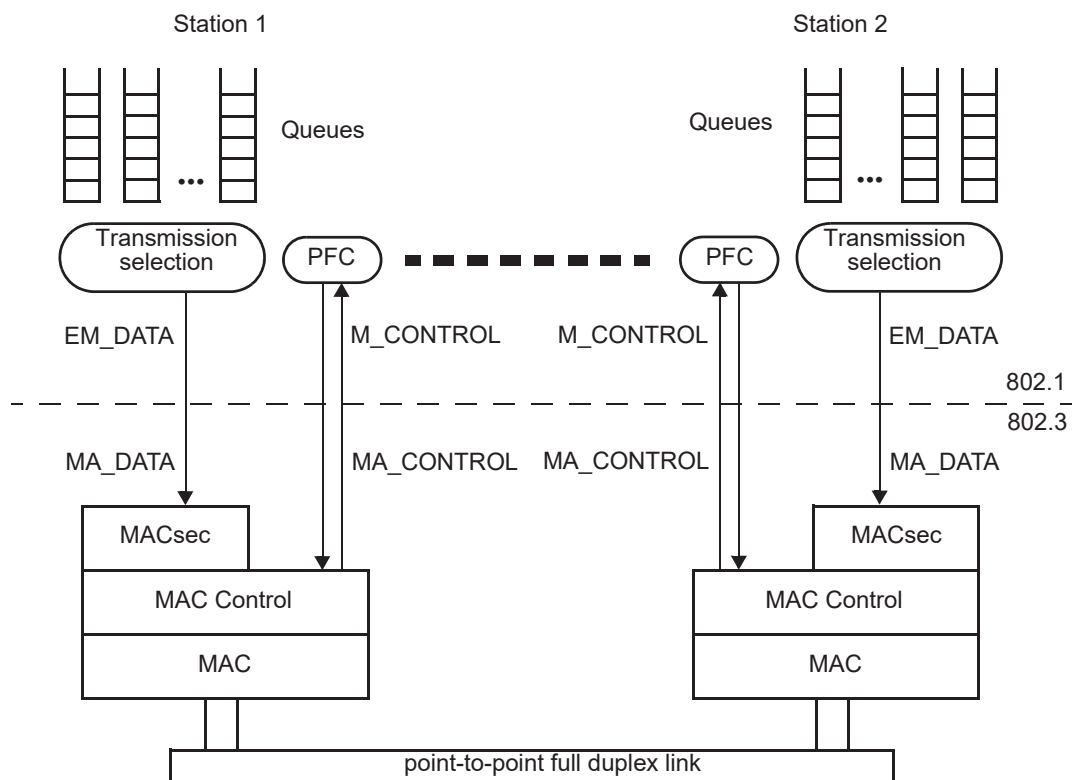 Station 1
Station 2
Queues
Queues
...
...
Transmission
selection
PFC
PFC
Transmission
selection
EM_DATA
M_CONTROL
M_CONTROL
EM_DATA
802.1
802.3
MA_DATA
MA_CONTROL
MA_CONTROL
MA_DATA
MACsec
MACsec
MAC Control
MAC Control
MAC
MAC
point-to-point full duplex link